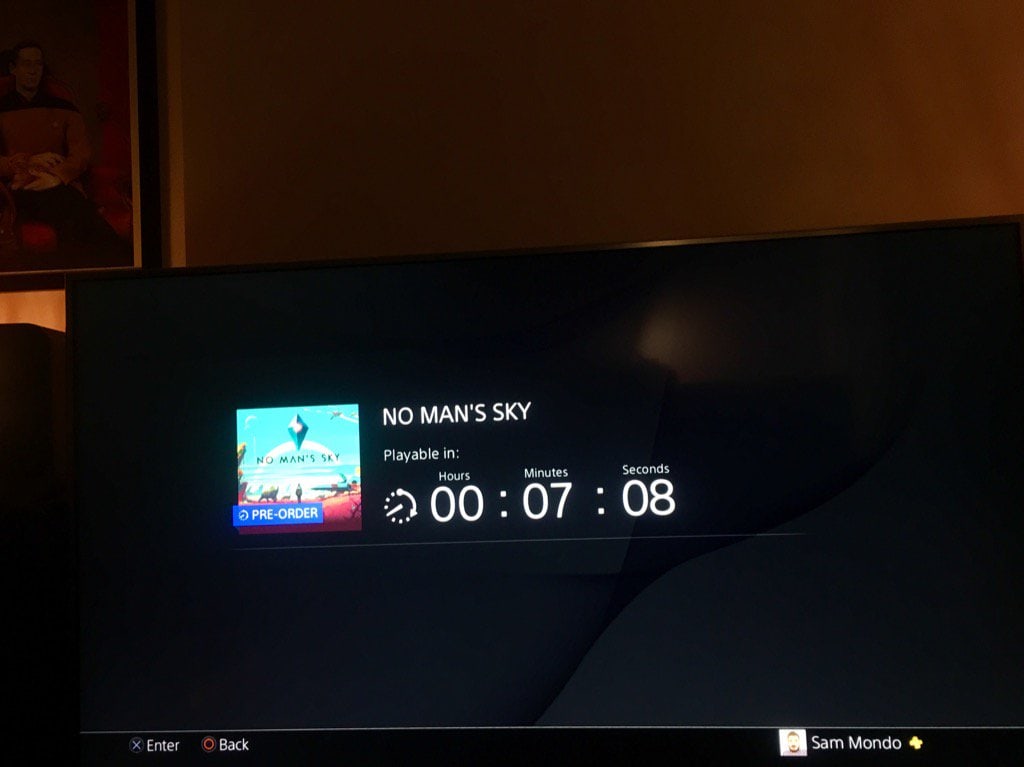 NO MAN'S SKY
NO MAN'S SKY
PRE-ORDER
Playable in:
Hours Minutes Seconds
00 : 07 : 08
Enter Back
Sam Mondo